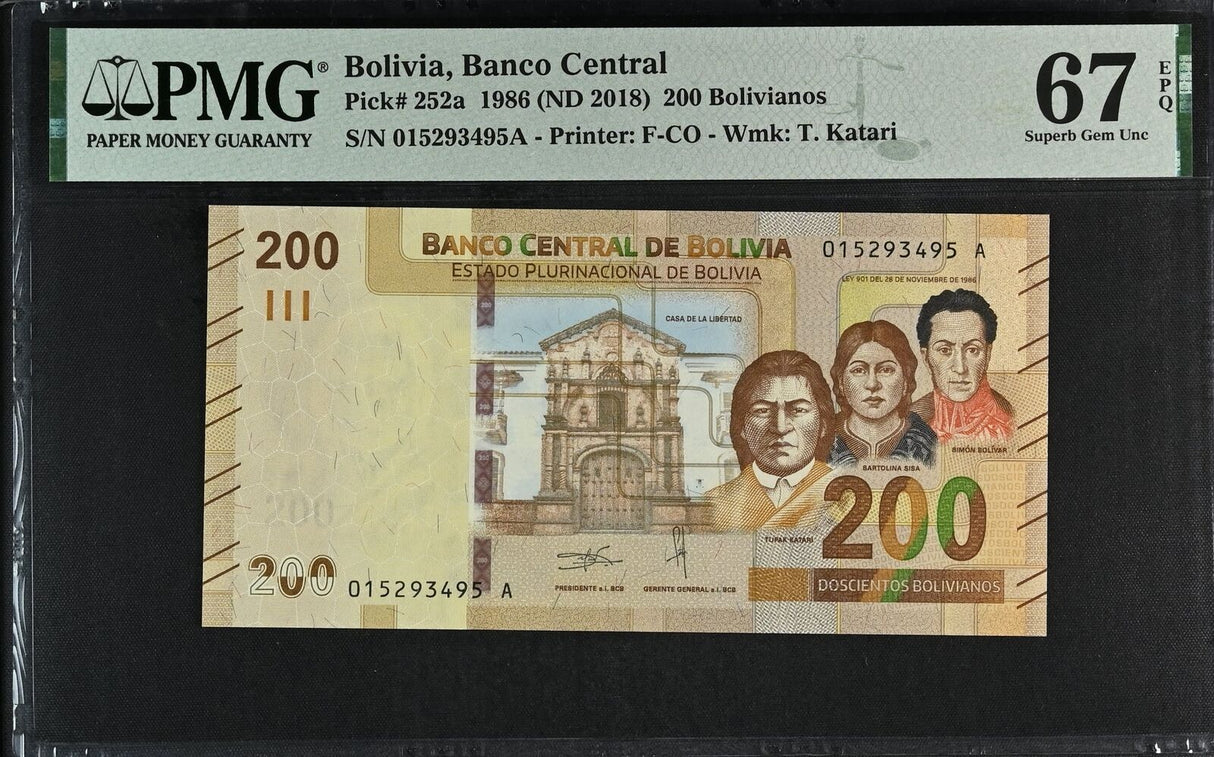 PMG®
PAPER MONEY GUARANTY
Bolivia, Banco Central
Pick# 252a 1986 (ND 2018) 200 Bolivianos
S/N 015293495A - Printer: F-CO - Wmk: T. Katari
67
EPQ
Superb Gem Unc
200
BANCO CENTRAL DE BOLIVIA
ESTADO PLURINACIONAL DE BOLIVIA
015293495 A
LEY 901 DEL 28 DE NOVIEMBRE DE 1986
CASA DE LA LIBERTAD
SIMÓN BOLÍVAR
BARTOLINA SISA
TUPAK KATARI
200
200
200
015293495 A
PRESIDENTE a.i. BCB
GERENTE GENERAL a.i. BCB
DOSCIENTOS BOLIVIANOS